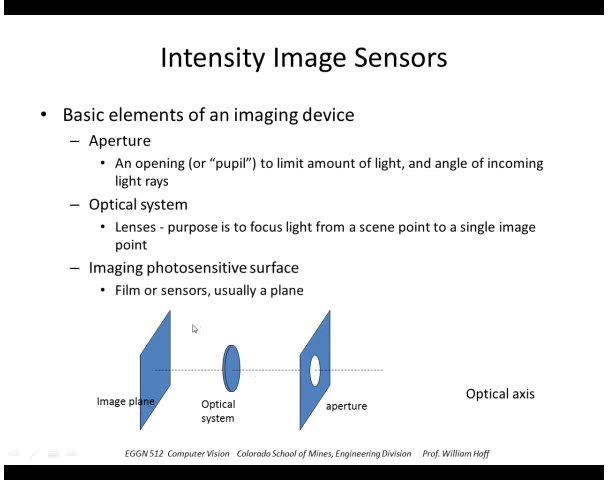 Intensity Image Sensors
• Basic elements of an imaging device
– Aperture
• An opening (or “pupil”) to limit amount of light, and angle of incoming
light rays
– Optical system
• Lenses - purpose is to focus light from a scene point to a single image
point
– Imaging photosensitive surface
• Film or sensors, usually a plane
Image plane
Optical
system
aperture
Optical axis
EGGN 512 Computer Vision Colorado School of Mines, Engineering Division Prof. William Hoff